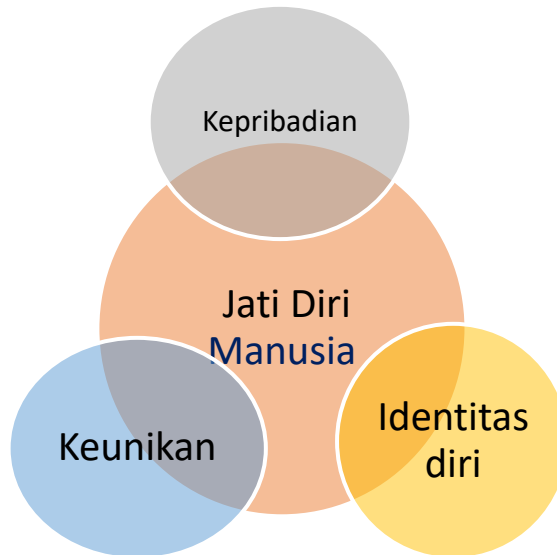 Kepribadian
Jati Diri
Manusia
Keunikan
Identitas
diri